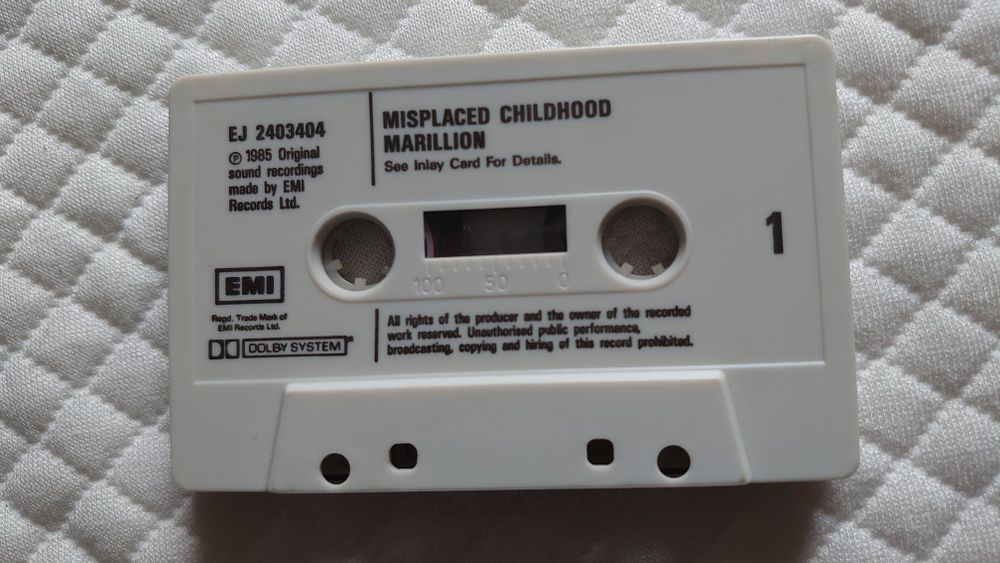 EJ 2403404
℗ 1985 Original
sound recordings
made by EMI
Records Ltd.
MISPLACED CHILDHOOD
MARILLION
See Inlay Card For Details.
1
100 50 0
EMI
Regd. Trade Mark of
EMI Records Ltd.
DOLBY SYSTEM
All rights of the producer and the owner of the recorded
work reserved. Unauthorised public performance,
broadcasting, copying and hiring of this record prohibited.